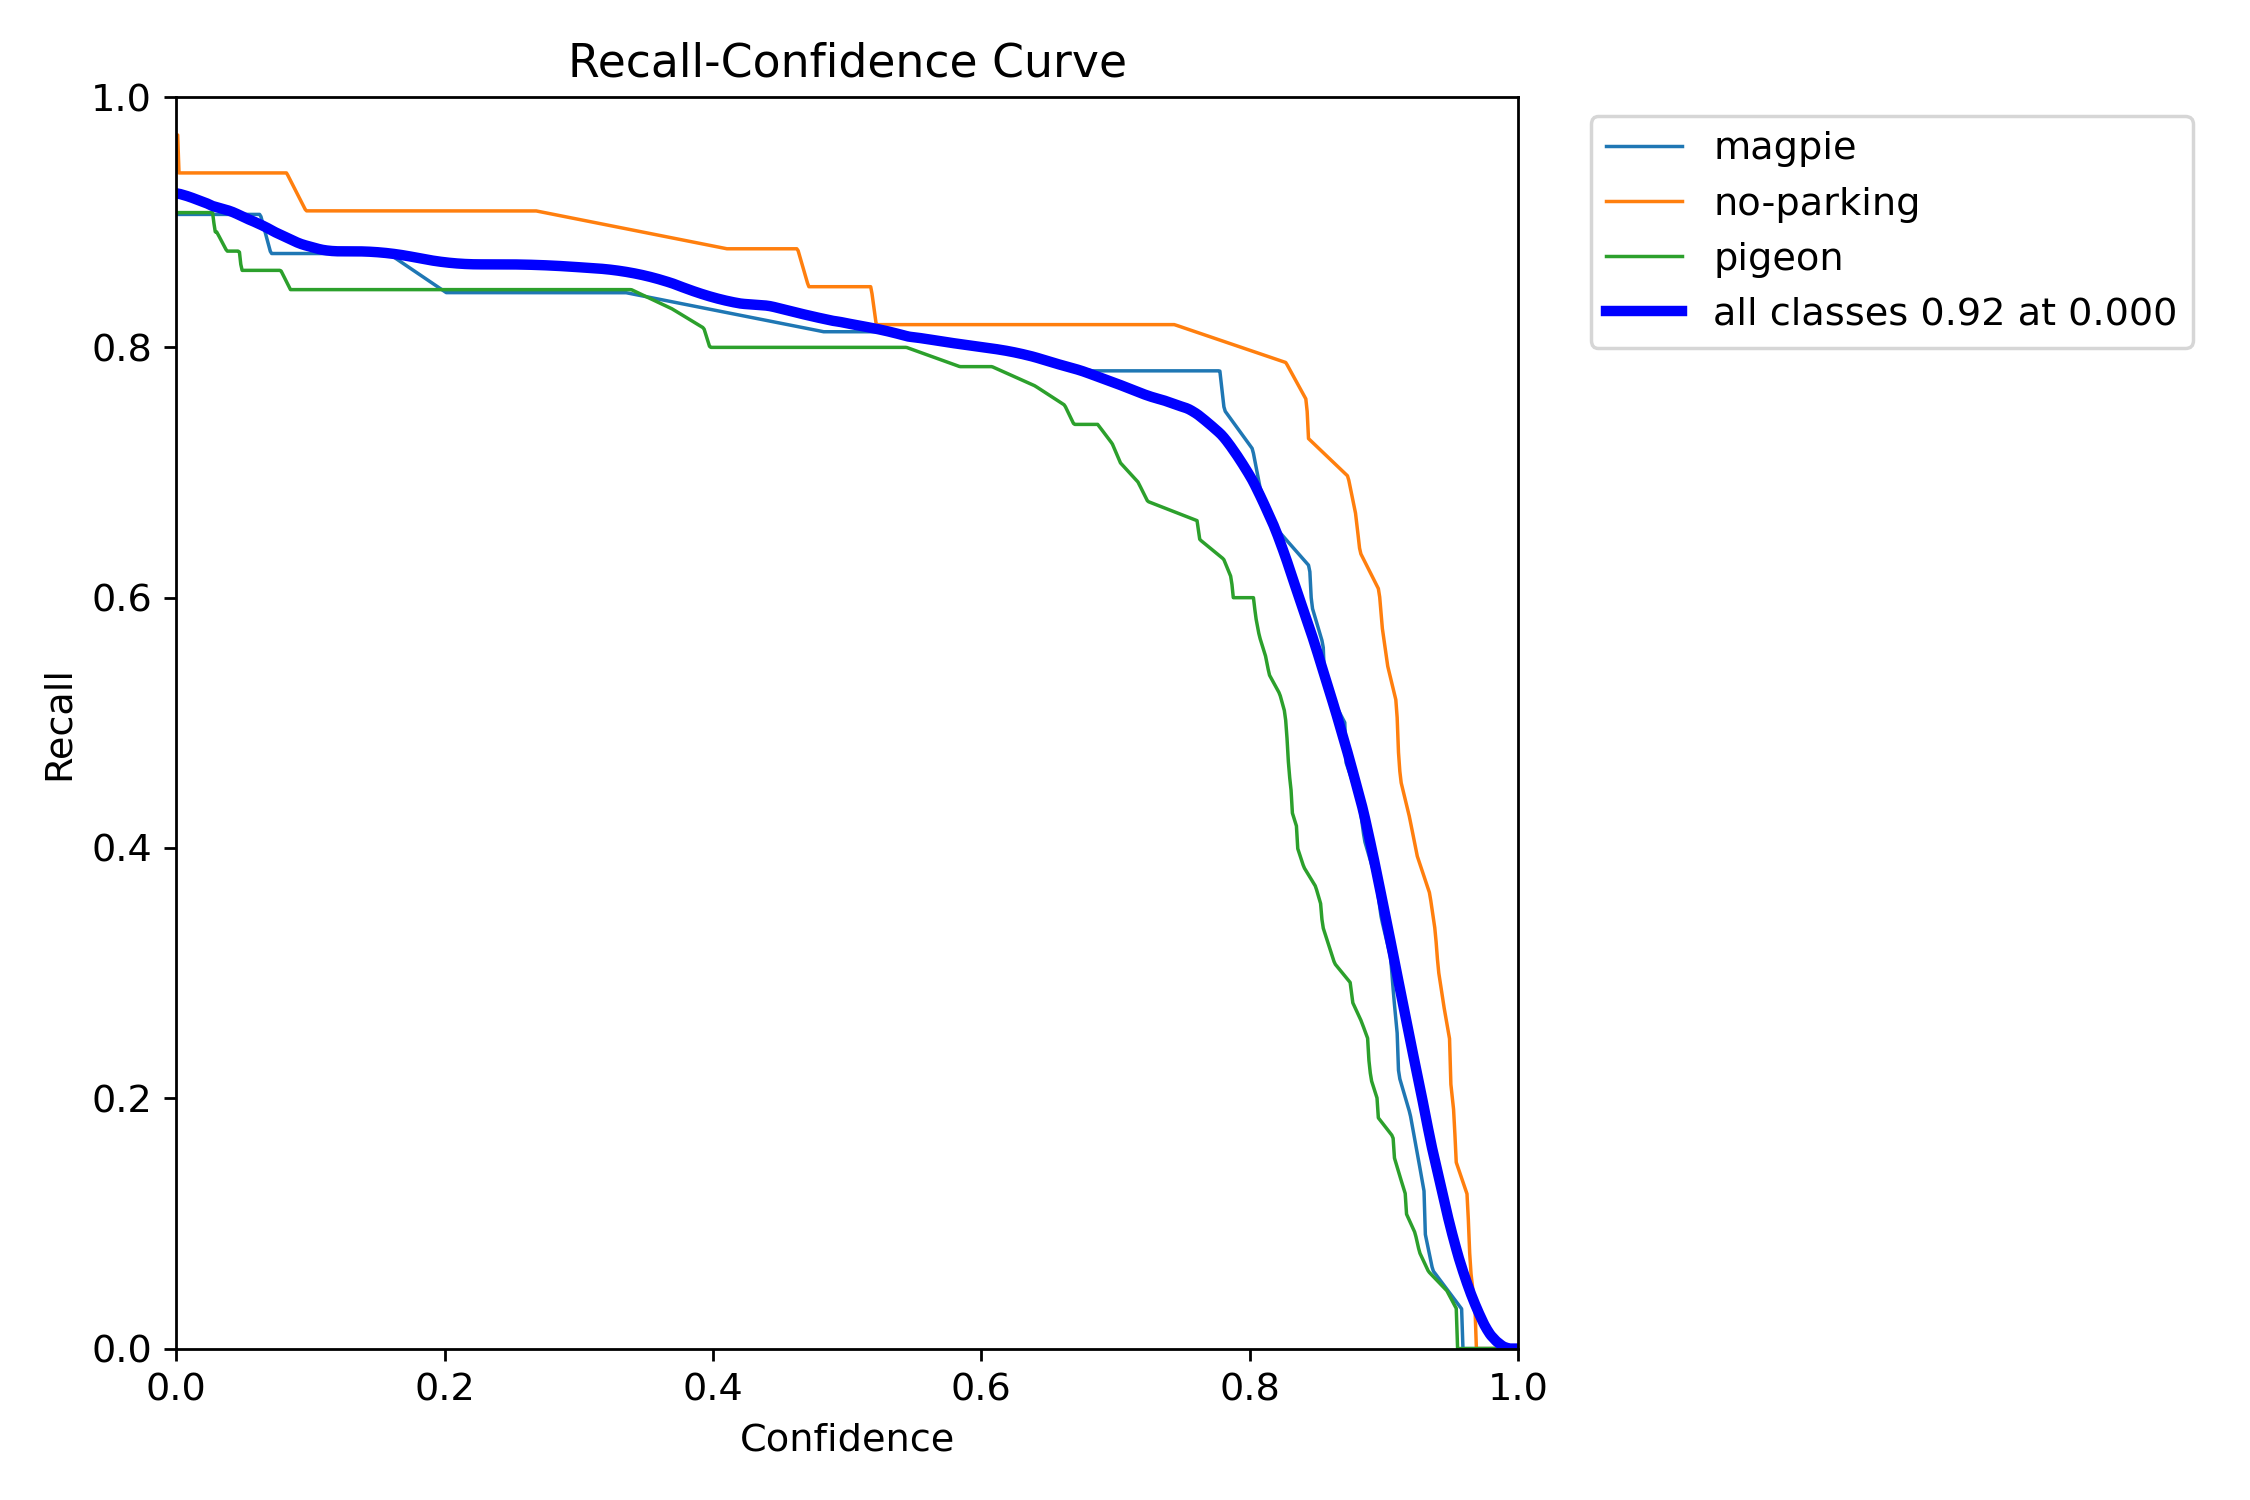 Recall-Confidence Curve
1.0
0.8
0.6
0.4
0.2
0.0
Recall
0.0 0.2 0.4 0.6 0.8 1.0
Confidence
magpie
no-parking
pigeon
all classes 0.92 at 0.000